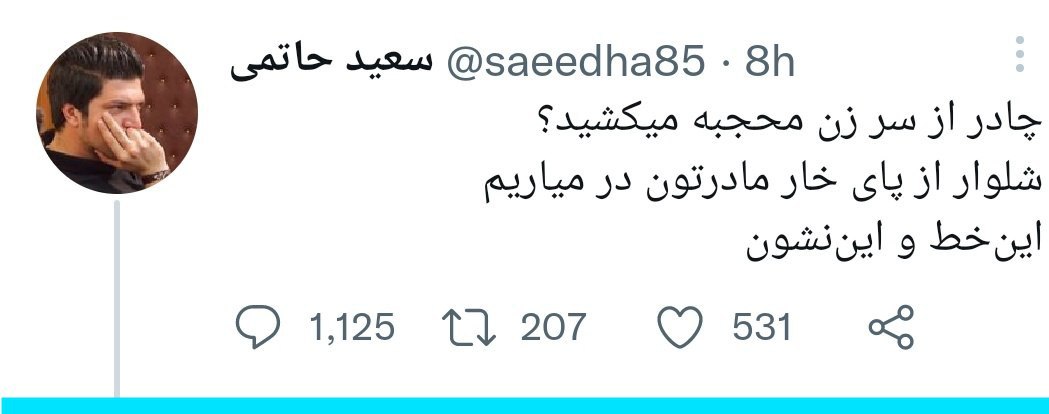 سعید حاتمی @saeedha85 · 8h
چادر از سر زن محجبه میکشید؟
شلوار از پای خار مادرتون در میاریم
این‌خط و این‌نشون
1,125 207 531